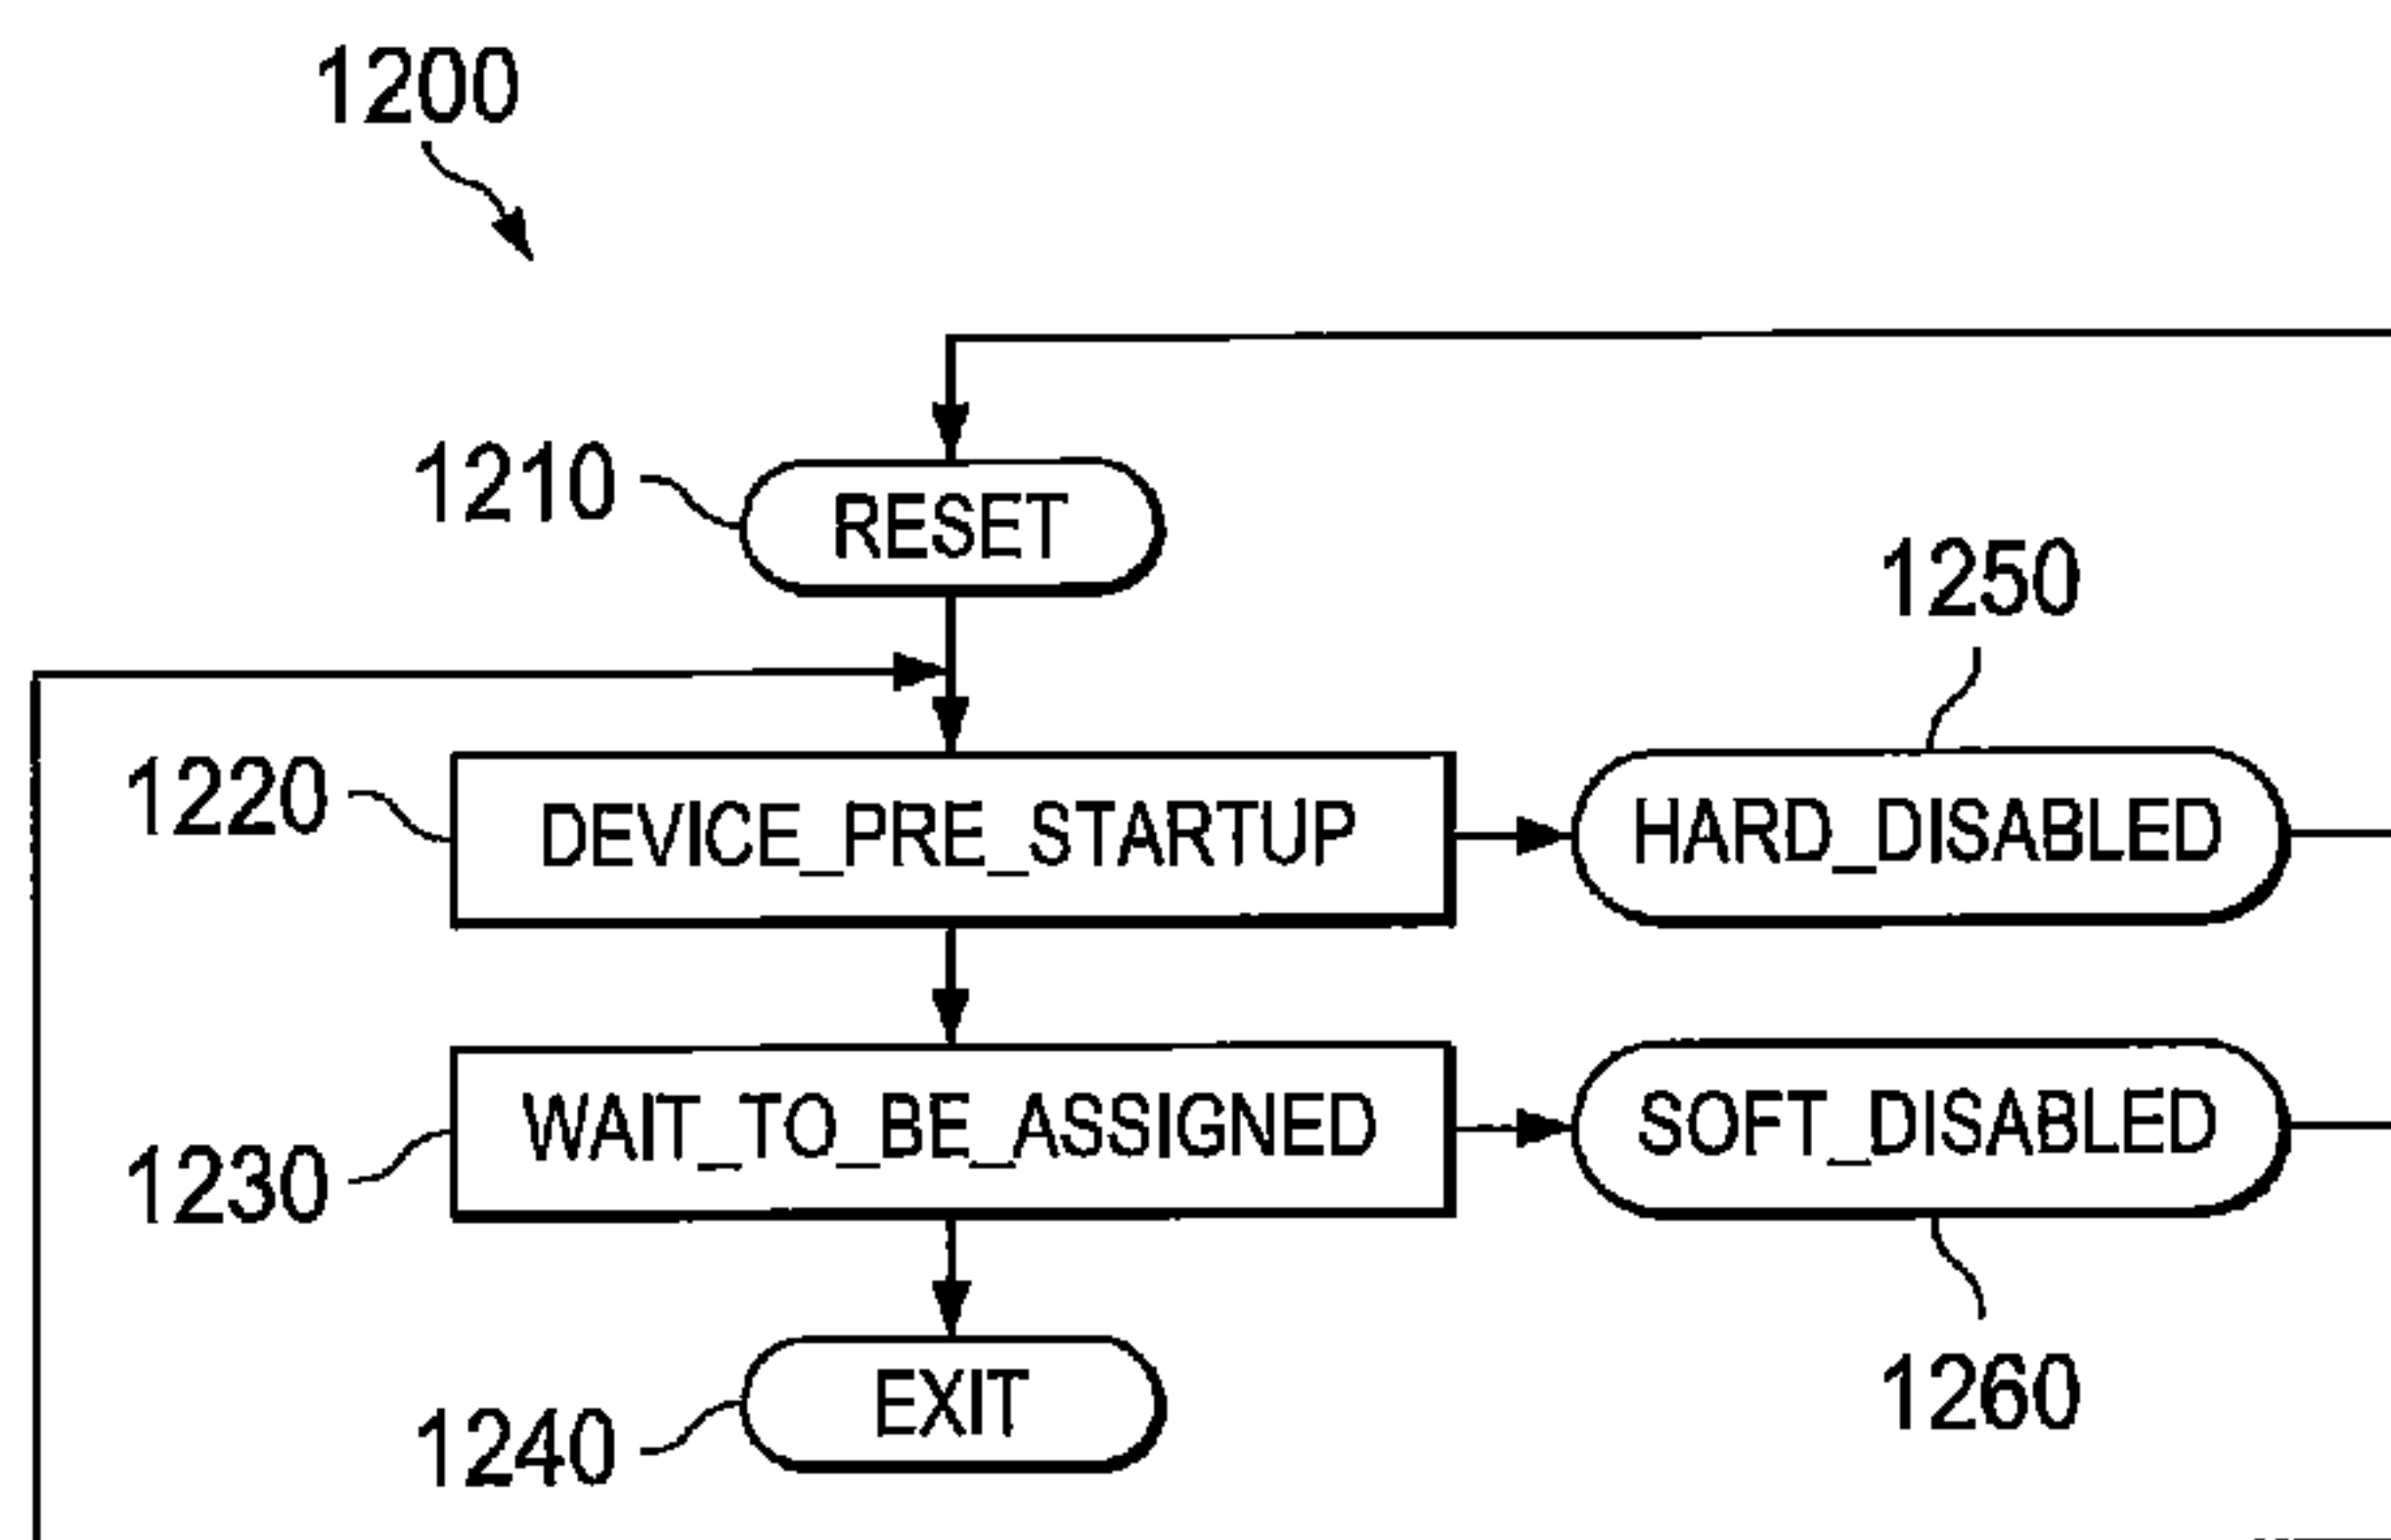 1200
1210
RESET
1250
1220
DEVICE_PRE_STARTUP
HARD_DISABLED
WAIT_TO_BE_ASSIGNED
SOFT_DISABLED
1230
EXIT
1260
1240